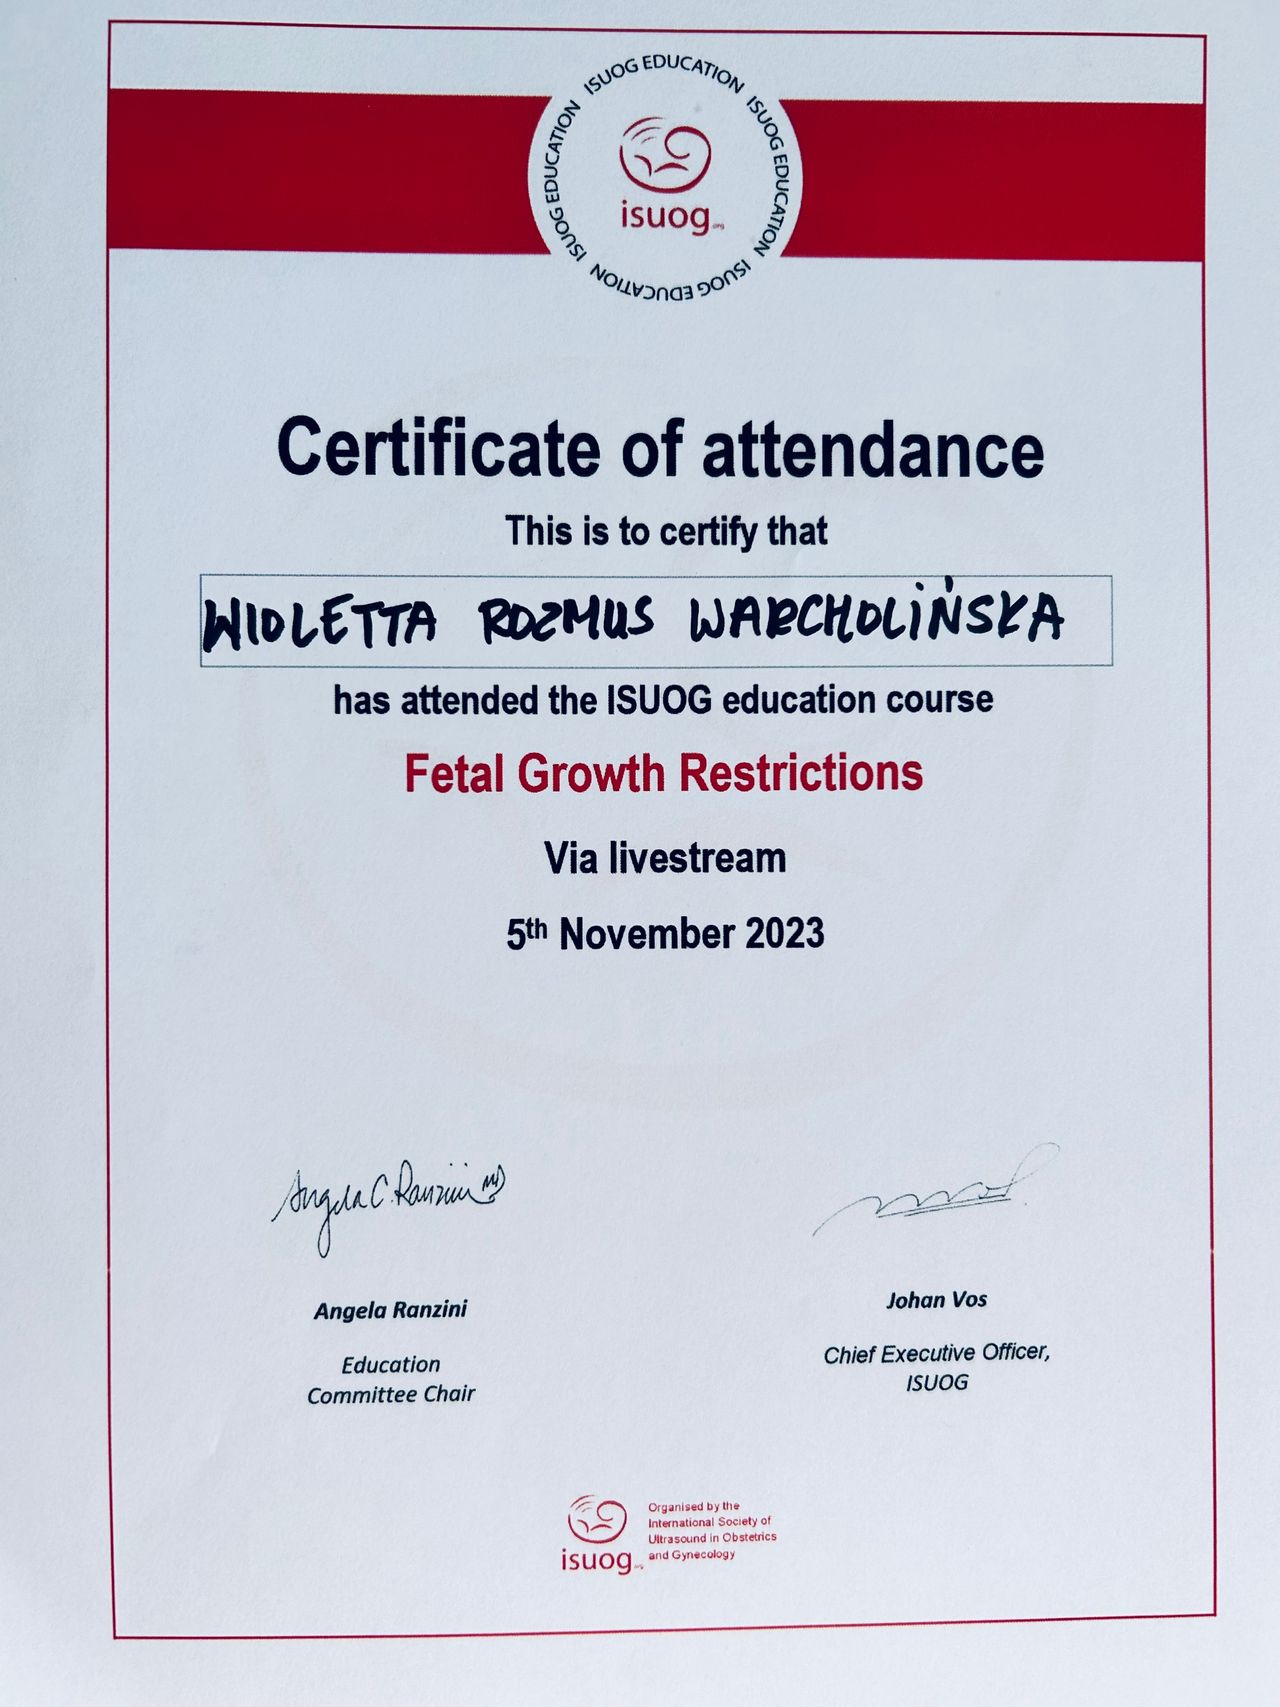 ISUOG EDUCATION ISUOG EDUCATION ISUOG EDUCATION ISUOG EDUCATION
isuog.org
Certificate of attendance
This is to certify that
WIOLETTA ROZMUS WARCHOLIŃSKA
has attended the ISUOG education course
Fetal Growth Restrictions
Via livestream
5th November 2023
Angela C. Ranzini MD
Angela Ranzini
Education
Committee Chair
Johan Vos
Chief Executive Officer,
ISUOG
isuog.org
Organised by the
International Society of
Ultrasound in Obstetrics
and Gynecology